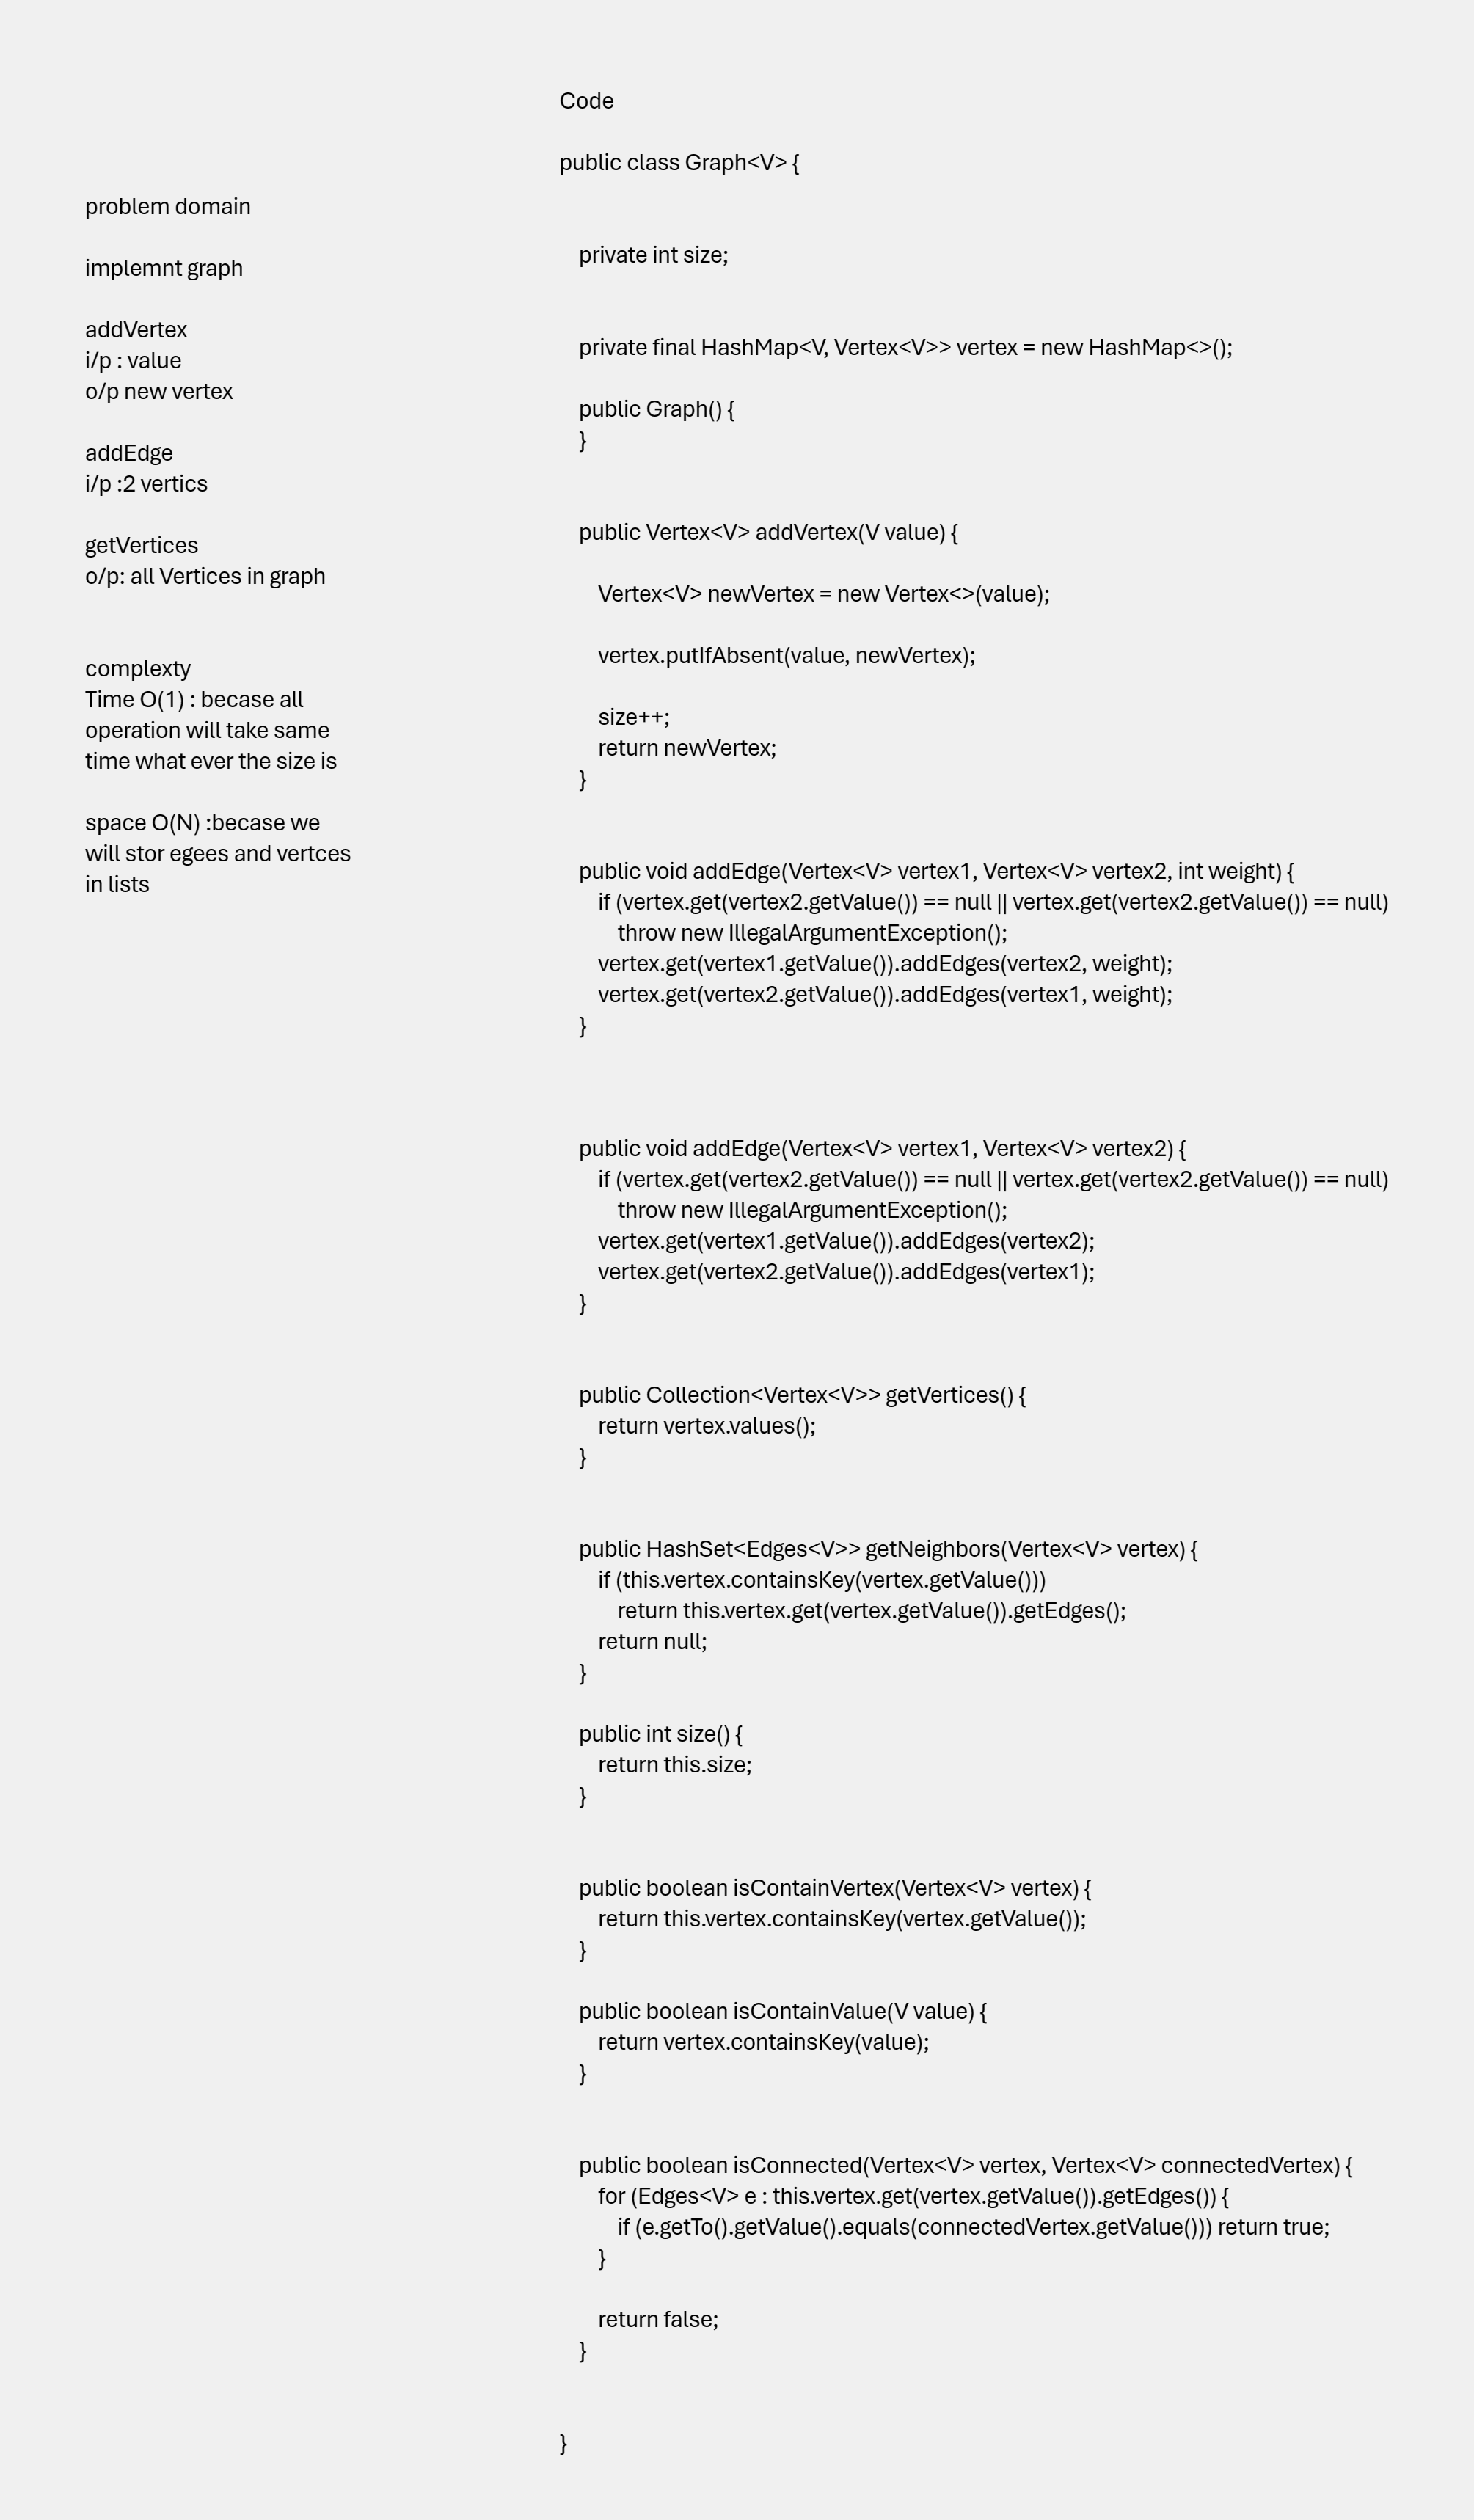 problem domain
implemnt graph
addVertex
i/p : value
o/p new vertex
addEdge
i/p :2 vertics
getVertices
o/p: all Vertices in graph
complexty
Time O(1) : becase all
operation will take same
time what ever the size is
space O(N) :becase we
will stor egees and vertces
in lists
Code
public class Graph<V> {
private int size;
private final HashMap<V, Vertex<V>> vertex = new HashMap<>();
public Graph() {
}
public Vertex<V> addVertex(V value) {
Vertex<V> newVertex = new Vertex<>(value);
vertex.putIfAbsent(value, newVertex);
size++;
return newVertex;
}
public void addEdge(Vertex<V> vertex1, Vertex<V> vertex2, int weight) {
if (vertex.get(vertex2.getValue()) == null || vertex.get(vertex2.getValue()) == null)
throw new IllegalArgumentException();
vertex.get(vertex1.getValue()).addEdges(vertex2, weight);
vertex.get(vertex2.getValue()).addEdges(vertex1, weight);
}
public void addEdge(Vertex<V> vertex1, Vertex<V> vertex2) {
if (vertex.get(vertex2.getValue()) == null || vertex.get(vertex2.getValue()) == null)
throw new IllegalArgumentException();
vertex.get(vertex1.getValue()).addEdges(vertex2);
vertex.get(vertex2.getValue()).addEdges(vertex1);
}
public Collection<Vertex<V>> getVertices() {
return vertex.values();
}
public HashSet<Edges<V>> getNeighbors(Vertex<V> vertex) {
if (this.vertex.containsKey(vertex.getValue()))
return this.vertex.get(vertex.getValue()).getEdges();
return null;
}
public int size() {
return this.size;
}
public boolean isContainVertex(Vertex<V> vertex) {
return this.vertex.containsKey(vertex.getValue());
}
public boolean isContainValue(V value) {
return vertex.containsKey(value);
}
public boolean isConnected(Vertex<V> vertex, Vertex<V> connectedVertex) {
for (Edges<V> e : this.vertex.get(vertex.getValue()).getEdges()) {
if (e.getTo().getValue().equals(connectedVertex.getValue())) return true;
}
return false;
}
}